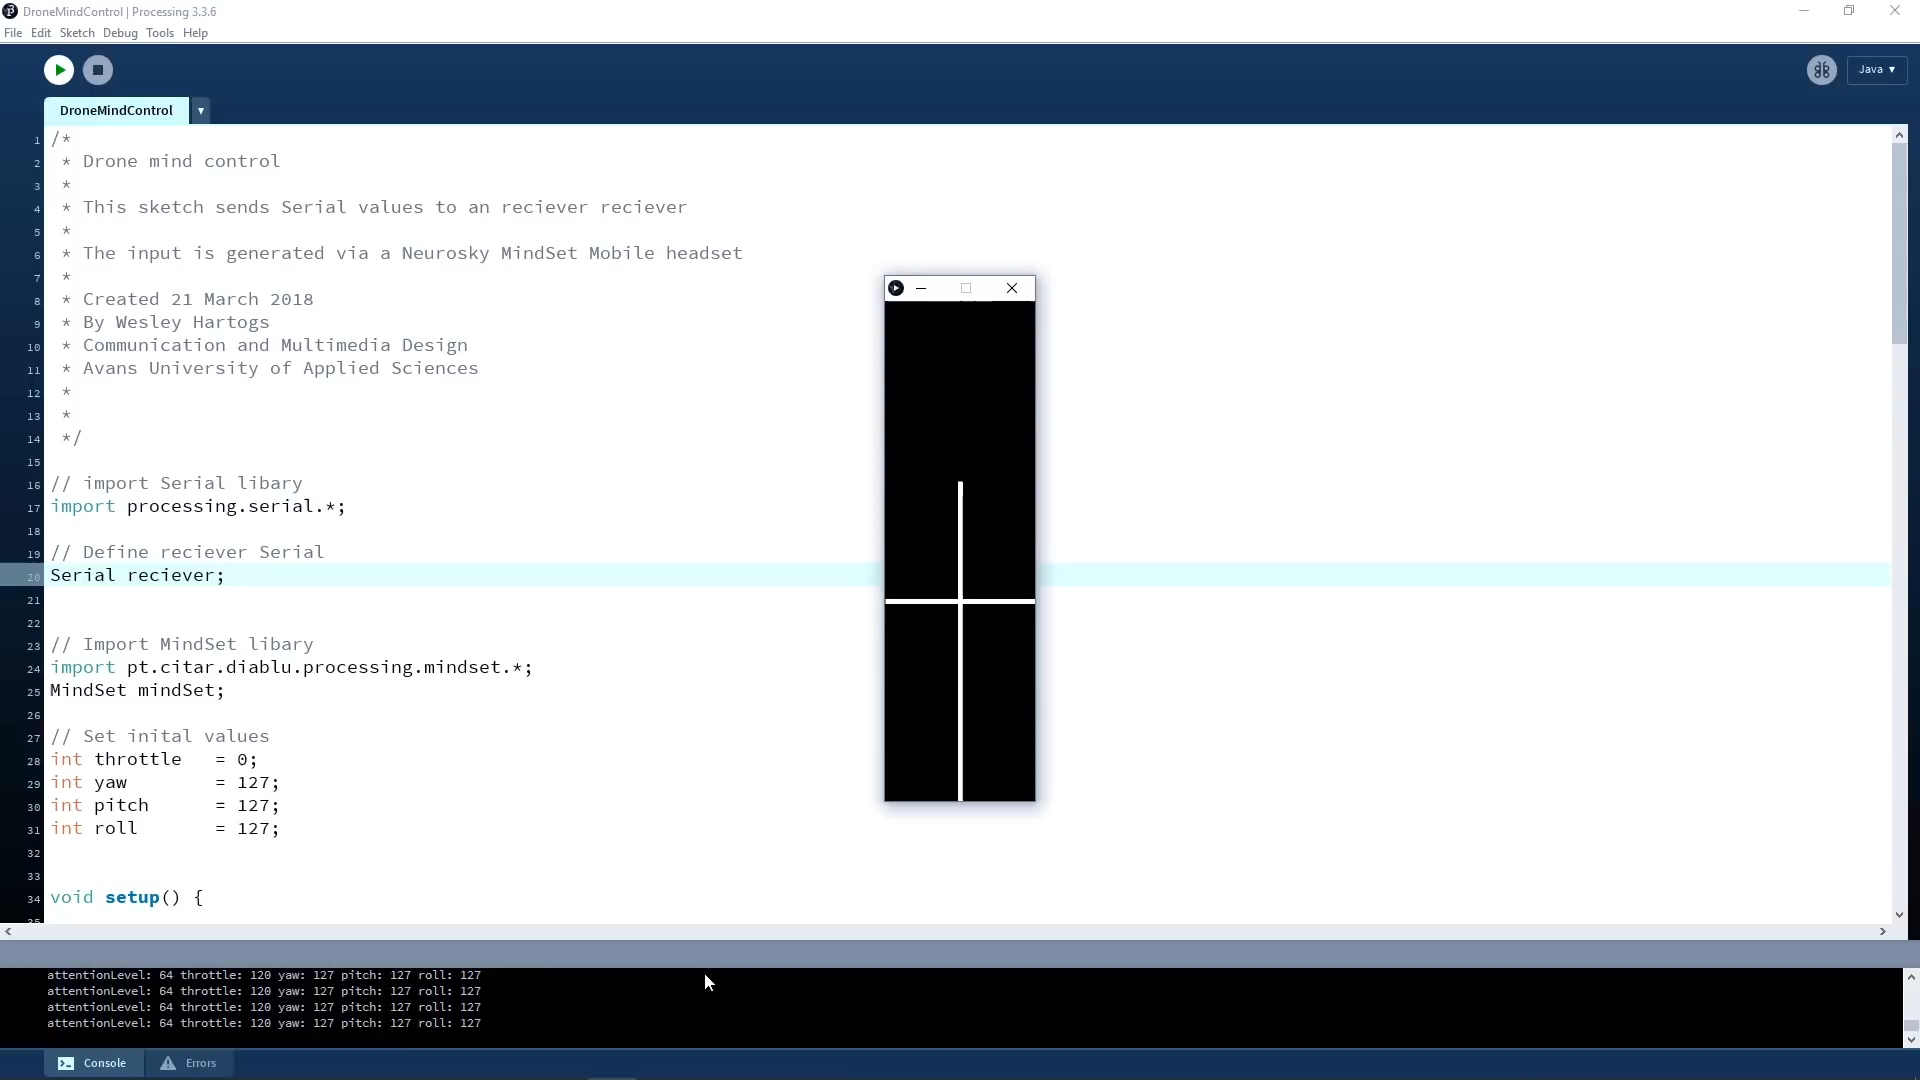 DroneMindControl | Processing 3.3.6
File Edit Sketch Debug Tools Help
Java ▾
DroneMindControl ▾
1 /*
2  * Drone mind control
3  *
4  * This sketch sends Serial values to an reciever reciever
5  *
6  * The input is generated via a Neurosky MindSet Mobile headset
7  *
8  * Created 21 March 2018
9  * By Wesley Hartogs
10  * Communication and Multimedia Design
11  * Avans University of Applied Sciences
12  *
13  *
14  */
15
16 // import Serial libary
17 import processing.serial.*;
18
19 // Define reciever Serial
20 Serial reciever;
21
22
23 // Import MindSet libary
24 import pt.citar.diablu.processing.mindset.*;
25 MindSet mindSet;
26
27 // Set inital values
28 int throttle   = 0;
29 int yaw        = 127;
30 int pitch      = 127;
31 int roll       = 127;
32
33
34 void setup() {
35
attentionLevel: 64 throttle: 120 yaw: 127 pitch: 127 roll: 127
attentionLevel: 64 throttle: 120 yaw: 127 pitch: 127 roll: 127
attentionLevel: 64 throttle: 120 yaw: 127 pitch: 127 roll: 127
attentionLevel: 64 throttle: 120 yaw: 127 pitch: 127 roll: 127
Console Errors